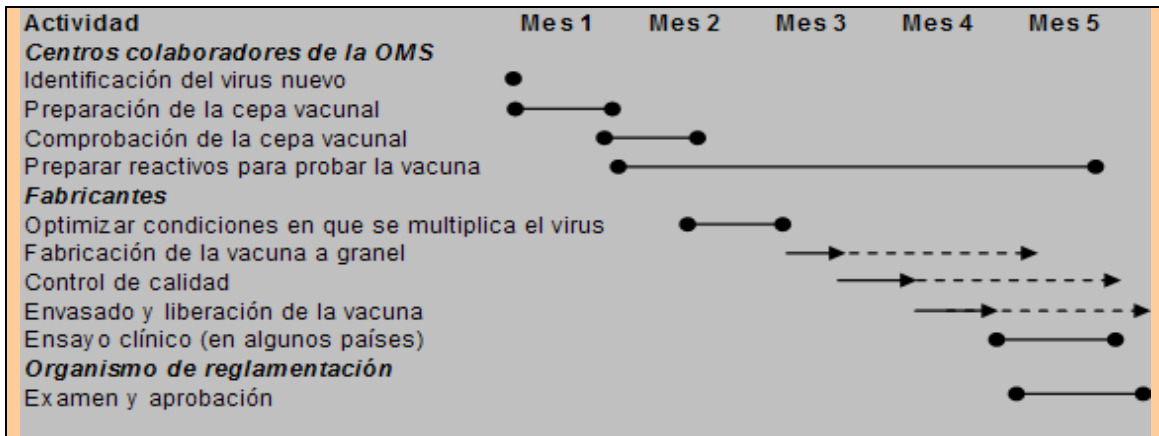 Actividad Mes 1 Mes 2 Mes 3 Mes 4 Mes 5
Centros colaboradores de la OMS
Identificación del virus nuevo
Preparación de la cepa vacunal
Comprobación de la cepa vacunal
Preparar reactivos para probar la vacuna
Fabricantes
Optimizar condiciones en que se multiplica el virus
Fabricación de la vacuna a granel
Control de calidad
Envasado y liberación de la vacuna
Ensayo clínico (en algunos países)
Organismo de reglamentación
Examen y aprobación